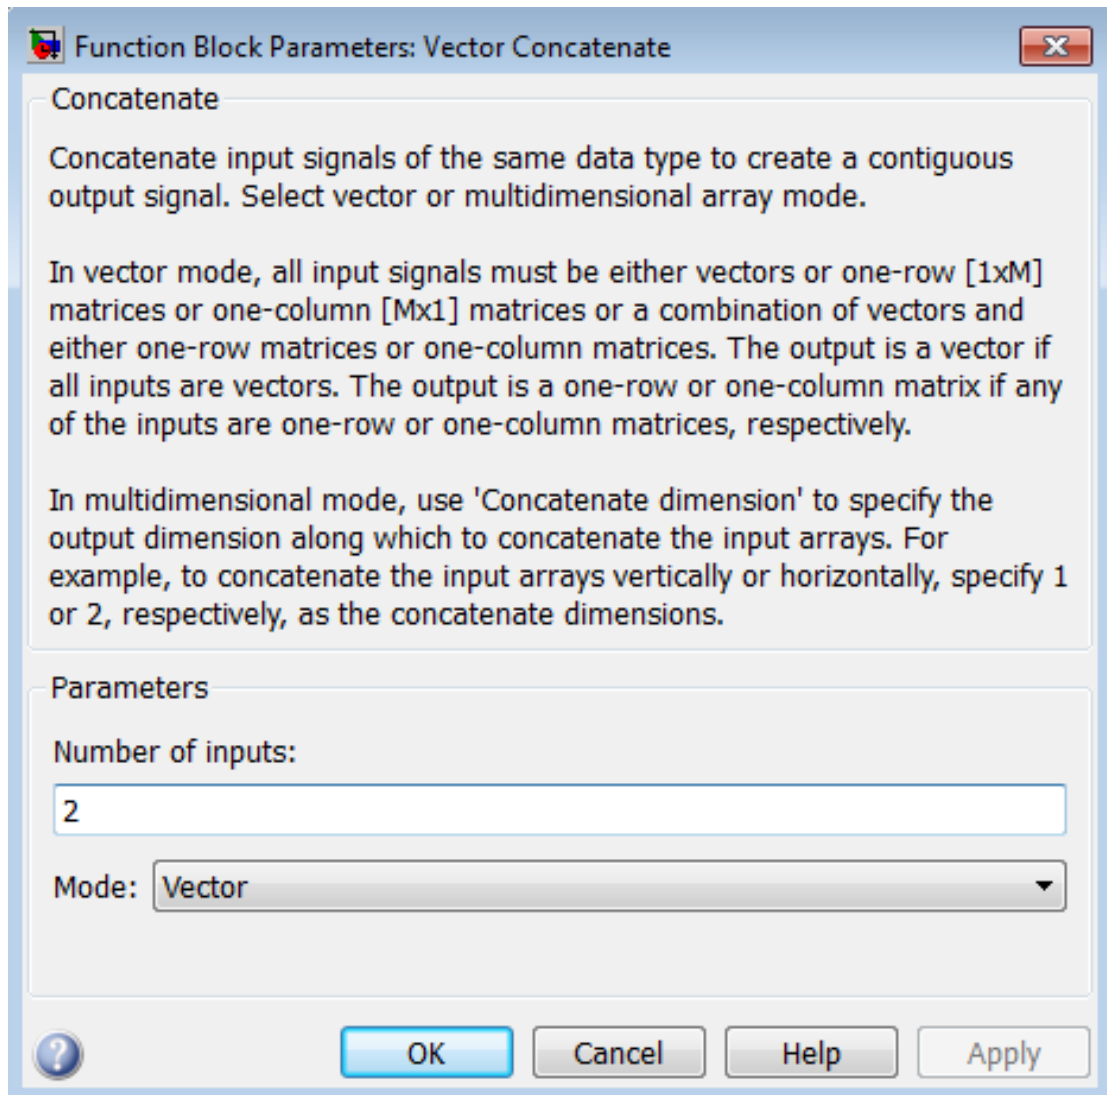 Function Block Parameters: Vector Concatenate
Concatenate
Concatenate input signals of the same data type to create a contiguous
output signal. Select vector or multidimensional array mode.
In vector mode, all input signals must be either vectors or one-row [1xM]
matrices or one-column [Mx1] matrices or a combination of vectors and
either one-row matrices or one-column matrices. The output is a vector if
all inputs are vectors. The output is a one-row or one-column matrix if any
of the inputs are one-row or one-column matrices, respectively.
In multidimensional mode, use 'Concatenate dimension' to specify the
output dimension along which to concatenate the input arrays. For
example, to concatenate the input arrays vertically or horizontally, specify 1
or 2, respectively, as the concatenate dimensions.
Parameters
Number of inputs:
2
Mode: Vector
? OK Cancel Help Apply